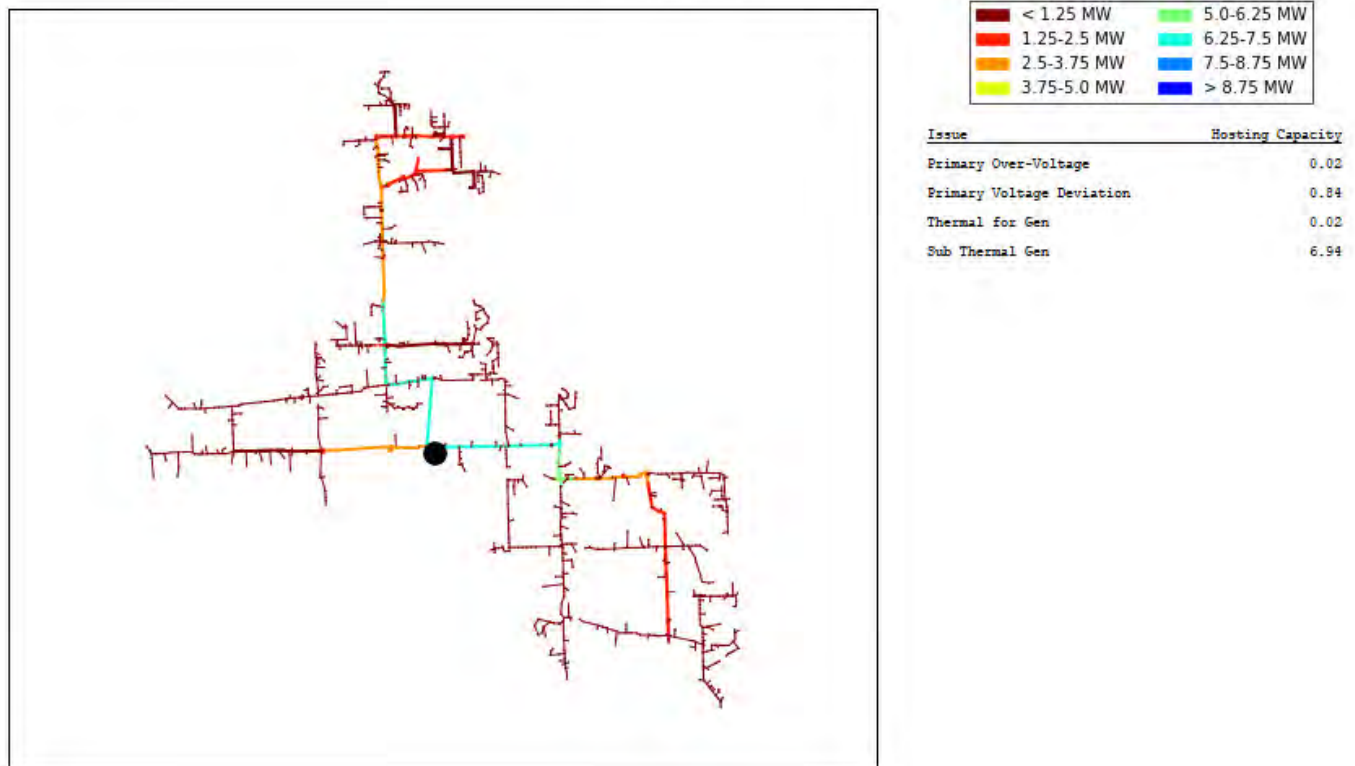 < 1.25 MW 5.0-6.25 MW
1.25-2.5 MW 6.25-7.5 MW
2.5-3.75 MW 7.5-8.75 MW
3.75-5.0 MW > 8.75 MW
Issue Hosting Capacity
Primary Over-Voltage 0.02
Primary Voltage Deviation 0.84
Thermal for Gen 0.02
Sub Thermal Gen 6.94